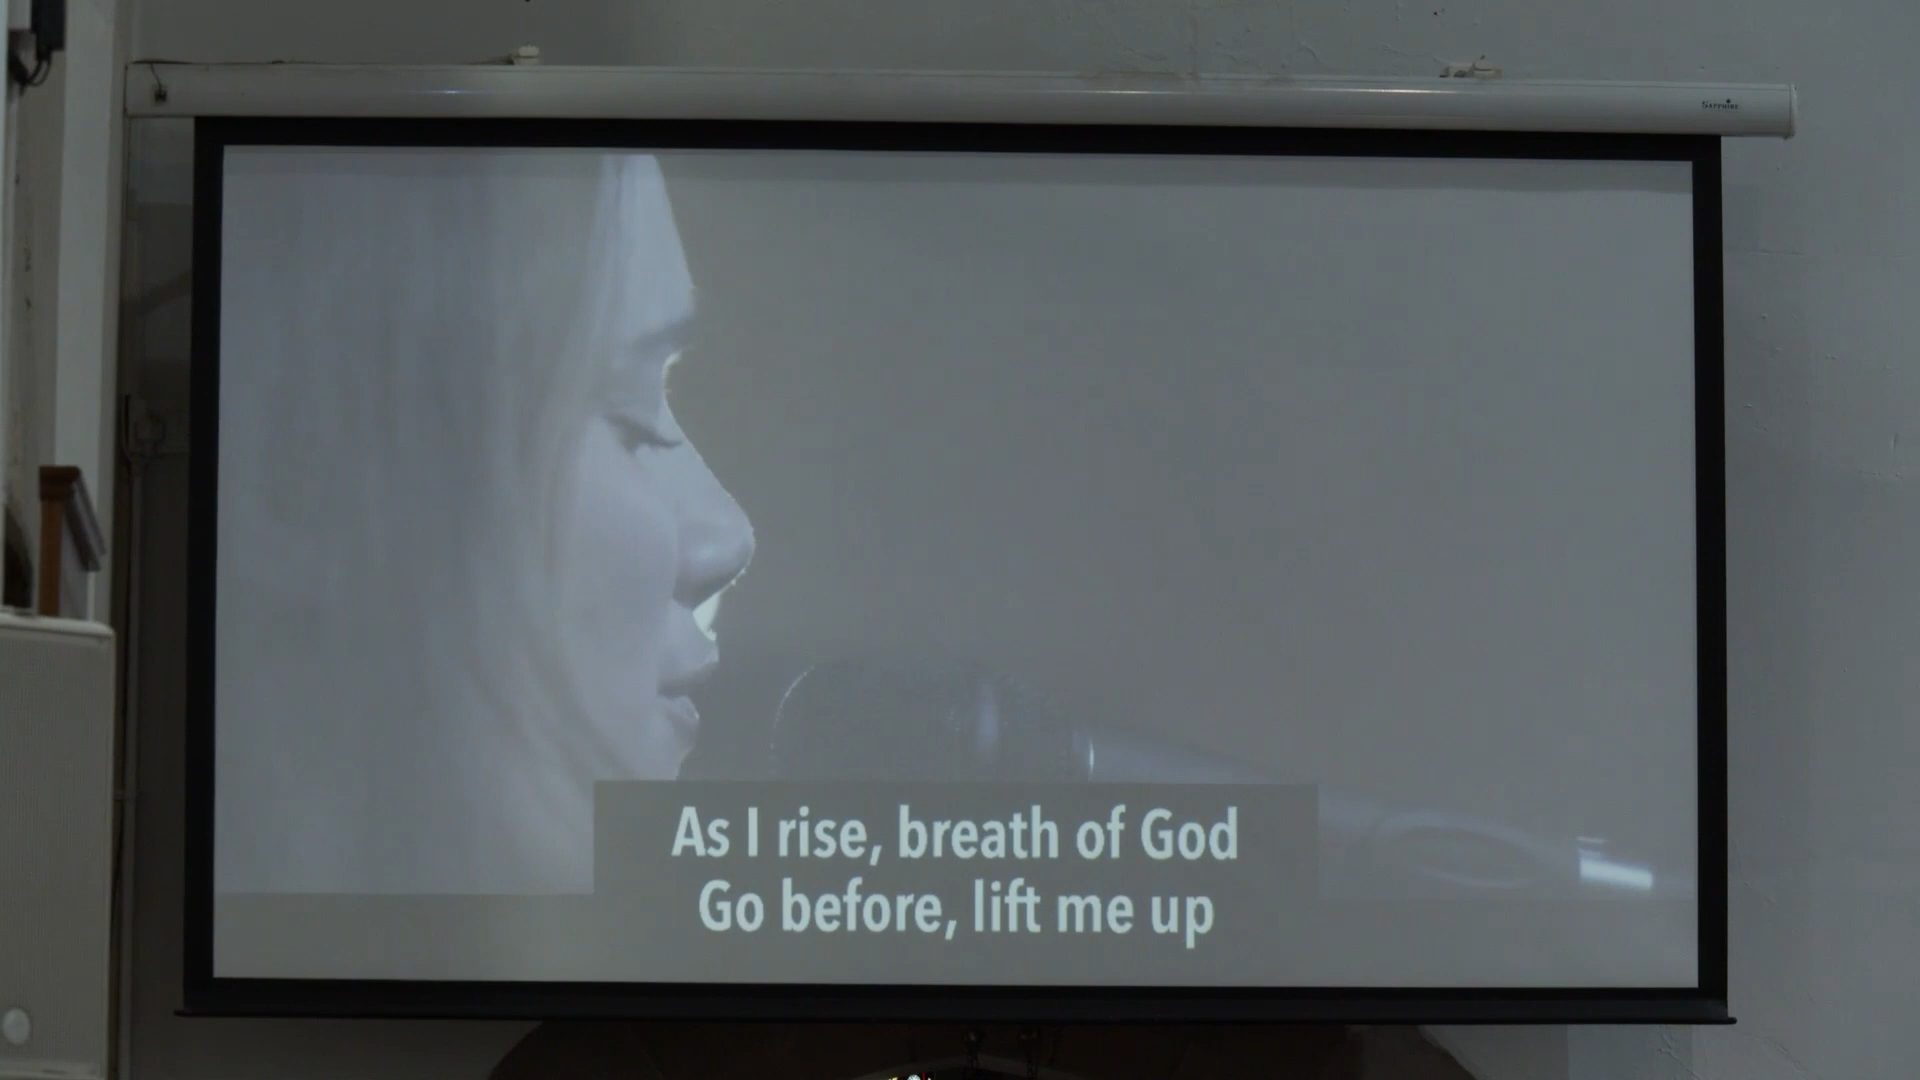 As I rise, breath of God
Go before, lift me up